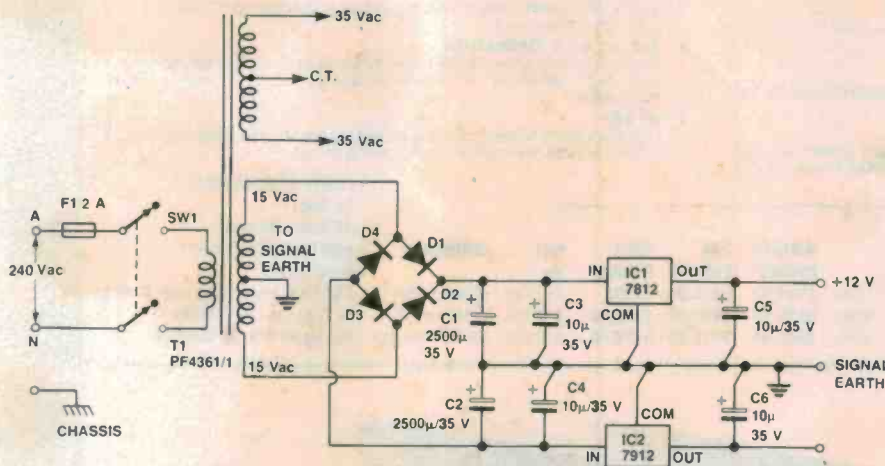 35 Vac
C.T.
35 Vac
A
F1 2 A
SW1
240 Vac
N
T1
PF4361/1
CHASSIS
15 Vac
TO
SIGNAL
EARTH
15 Vac
D4
D1
D3
D2
+
C1
2500μ
35 V
+
C2
2500μ/35 V
+
C3
10μ
35 V
+
C4
10μ/35 V
IN
IC1
7812
OUT
COM
COM
IN
IC2
7912
OUT
+
C5
10μ/35 V
+
C6
10μ
35 V
+12 V
SIGNAL
EARTH